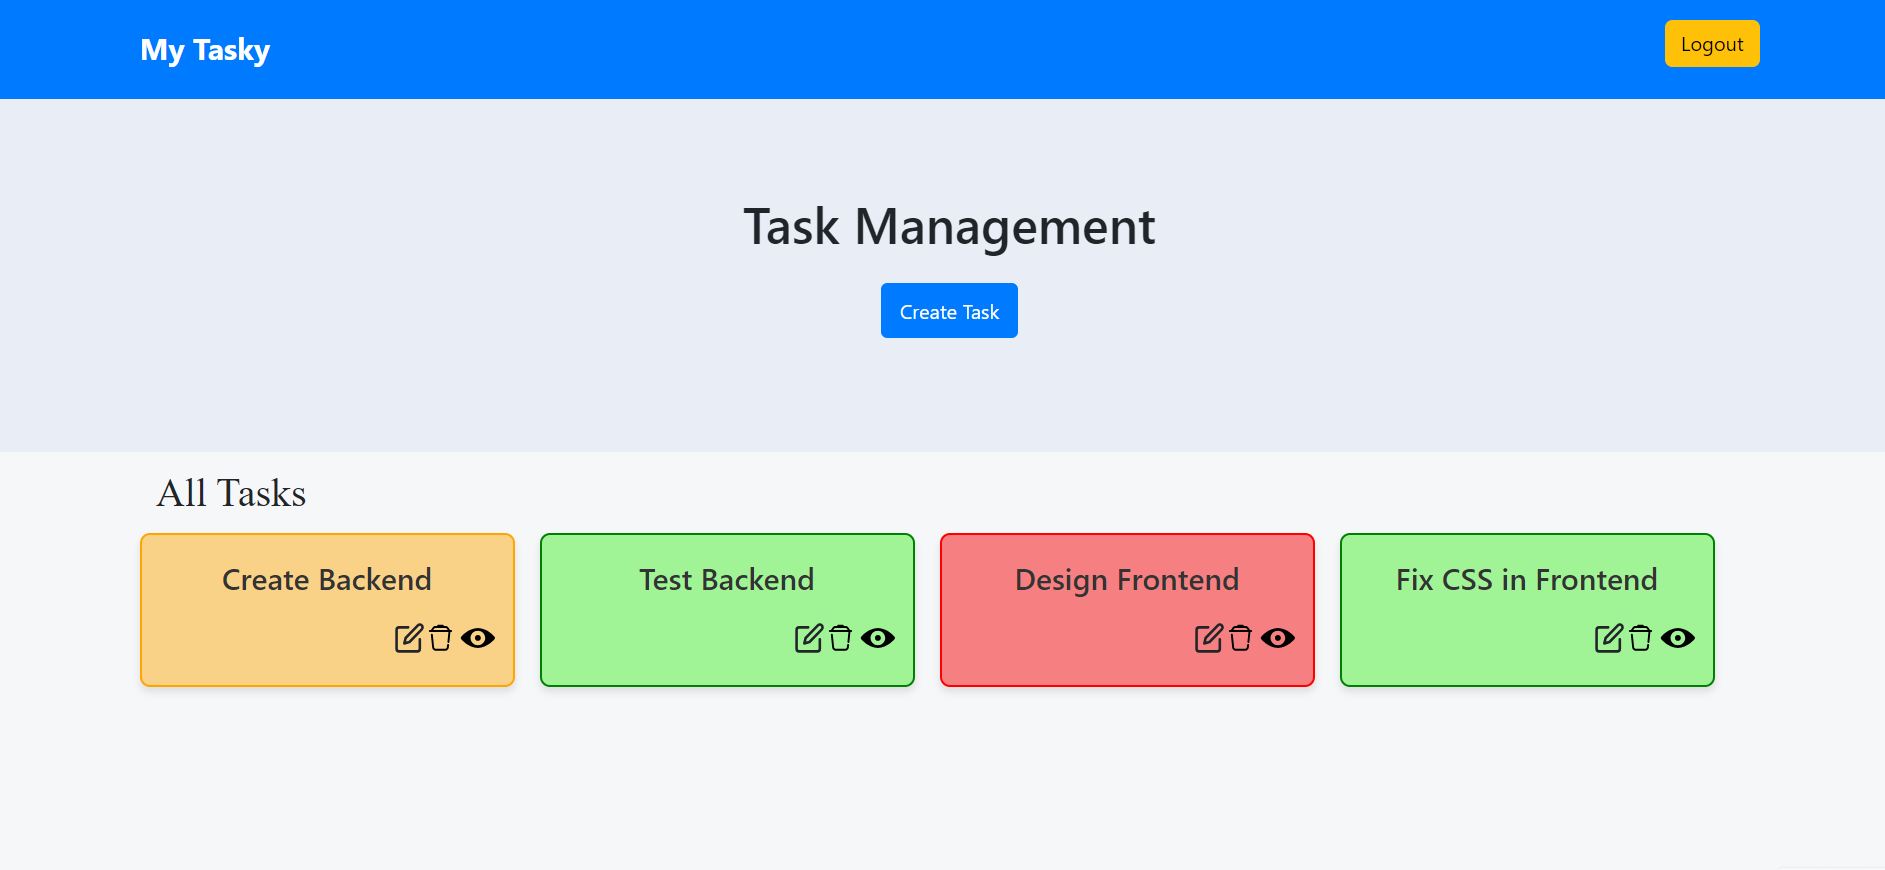 My Tasky
Logout
Task Management
Create Task
All Tasks
Create Backend
Test Backend
Design Frontend
Fix CSS in Frontend